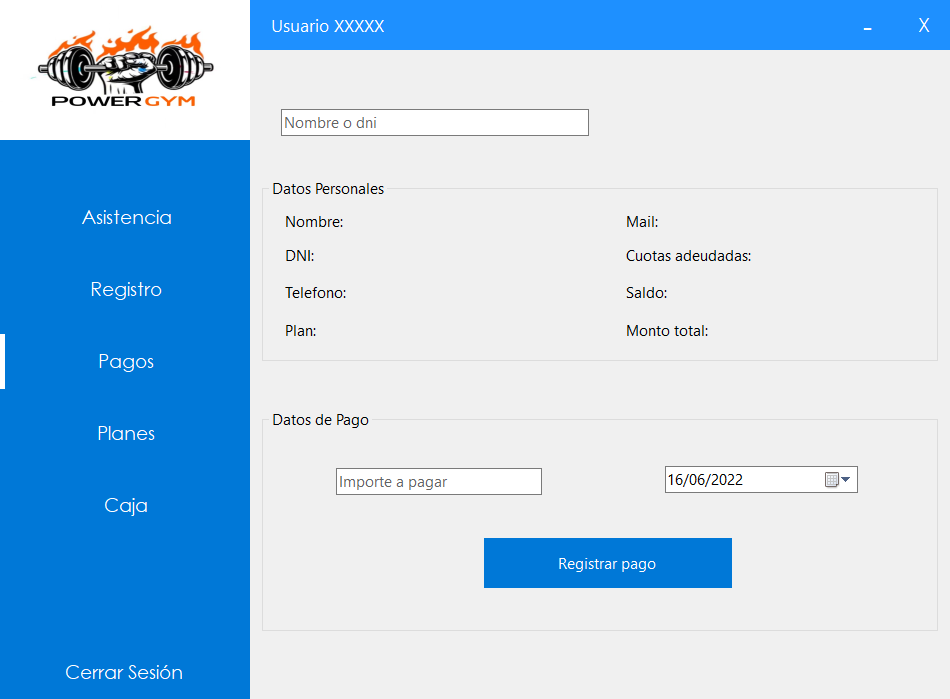 POWERGYM
Usuario XXXXX
X
Asistencia
Registro
Pagos
Planes
Caja
Cerrar Sesión
Nombre o dni
Datos Personales
Nombre:
Mail:
DNI:
Cuotas adeudadas:
Telefono:
Saldo:
Plan:
Monto total:
Datos de Pago
Importe a pagar
16/06/2022
Registrar pago